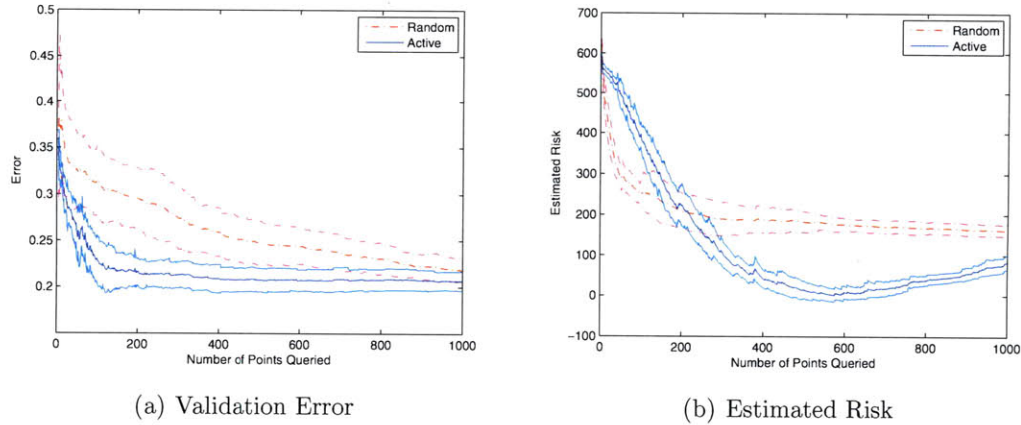 0.5
0.45
0.4
0.35
0.3
0.25
0.2
Error
0
200
400
600
800
1000
Number of Points Queried
Random
Active
(a) Validation Error
700
600
500
400
300
200
100
0
−100
Estimated Risk
0
200
400
600
800
1000
Number of Points Queried
Random
Active
(b) Estimated Risk